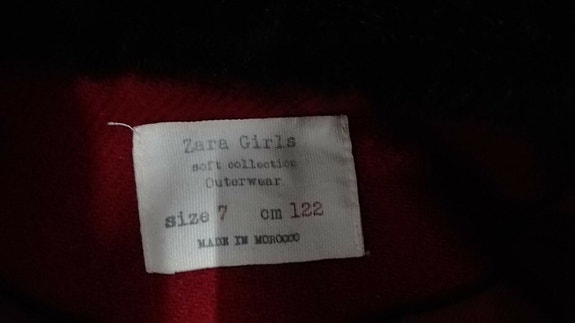 Zara Girls
soft collection
Outerwear
size 7 cm 122
MADE IN MOROCCO